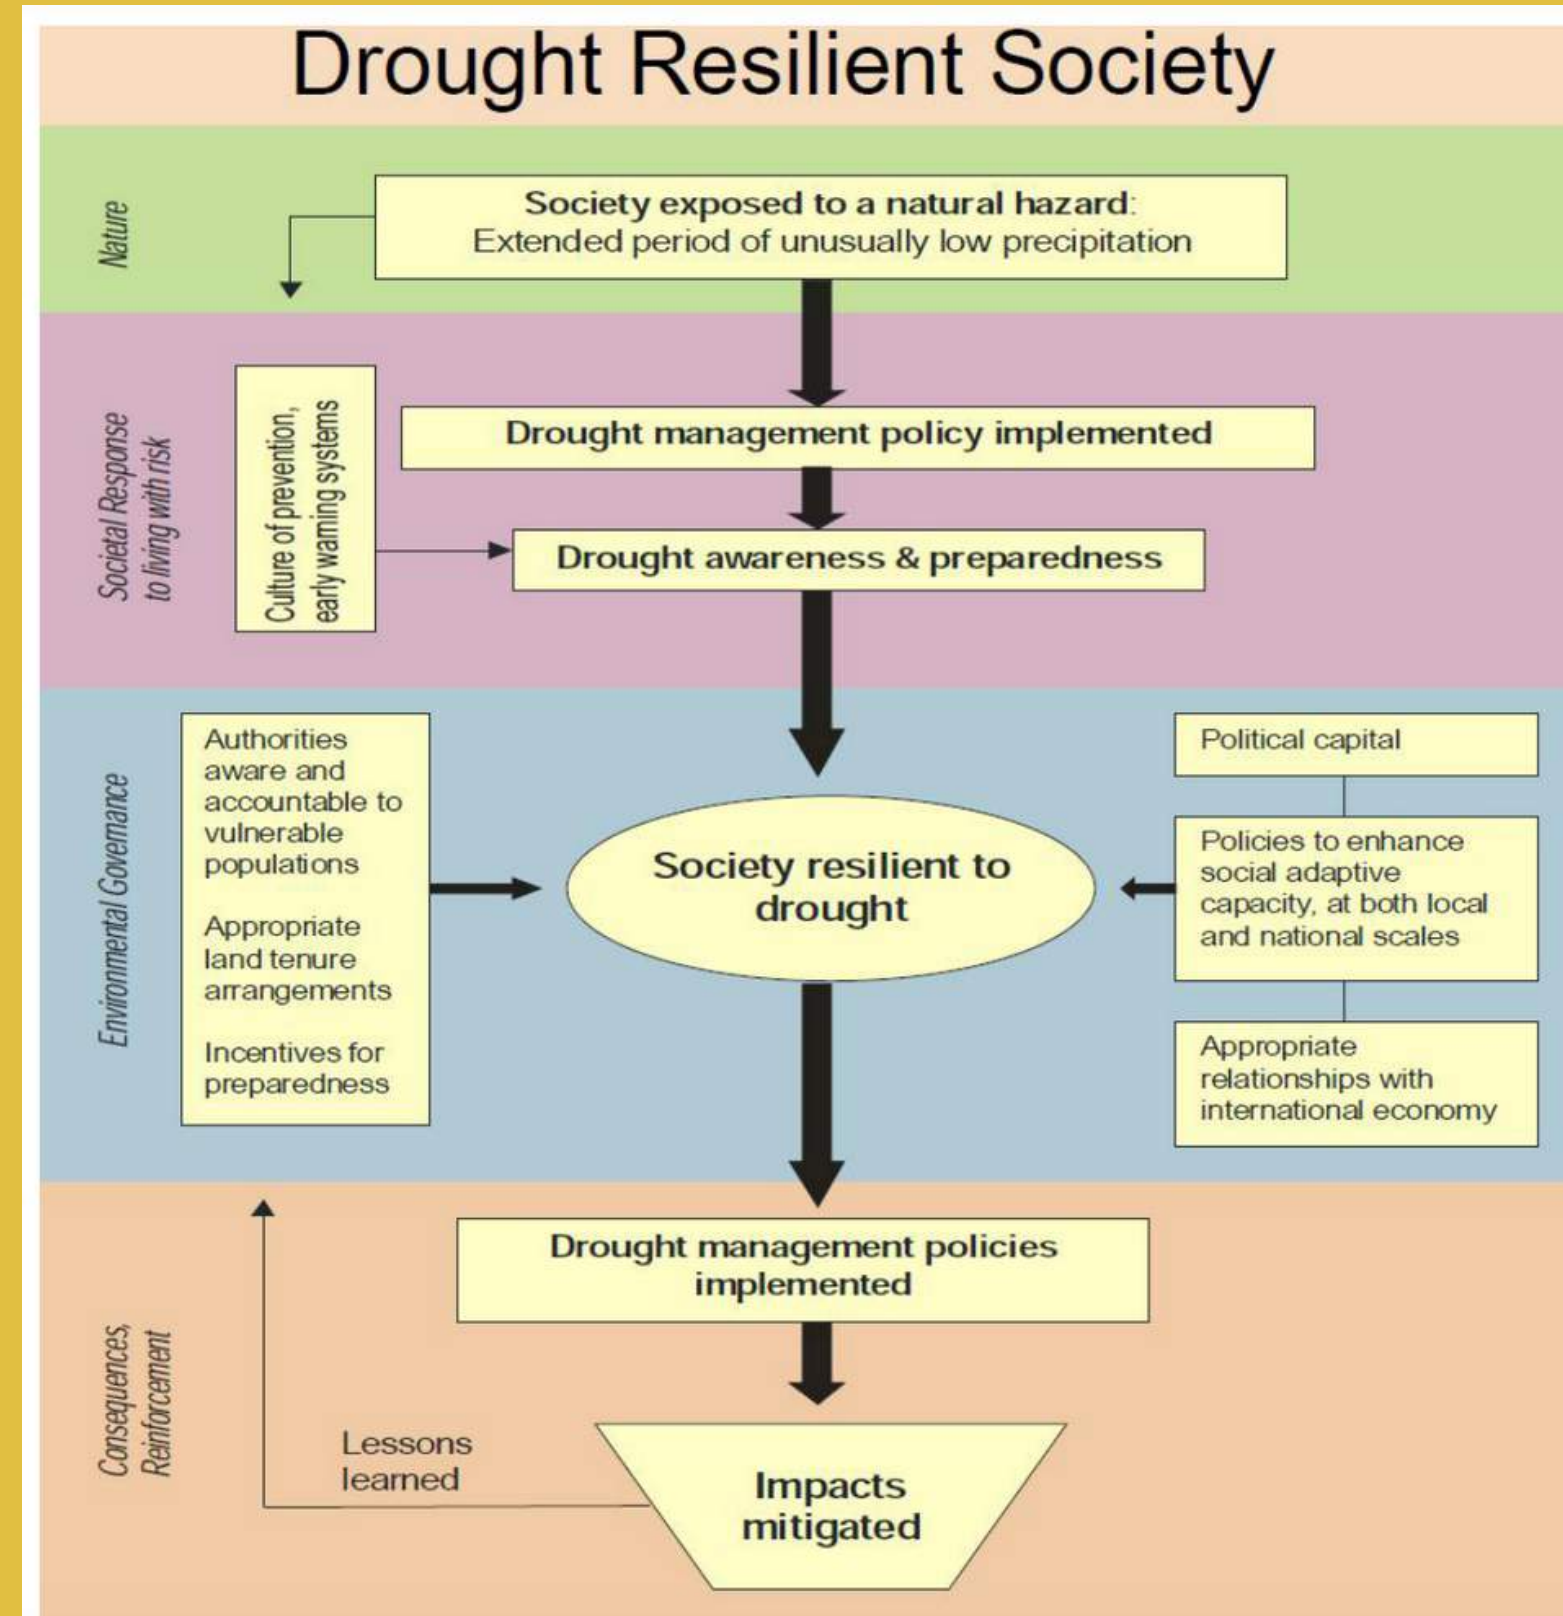 Drought Resilient Society
Nature
Society exposed to a natural hazard:
Extended period of unusually low precipitation
Societal Response
to living with risk
Culture of prevention,
early warning systems
Drought management policy implemented
Drought awareness & preparedness
Environmental Governance
Authorities
aware and
accountable to
vulnerable
populations
Appropriate
land tenure
arrangements
Incentives for
preparedness
Society resilient to
drought
Political capital
Policies to enhance
social adaptive
capacity, at both local
and national scales
Appropriate
relationships with
international economy
Consequences,
Reinforcement
Drought management policies
implemented
Lessons
learned
Impacts
mitigated